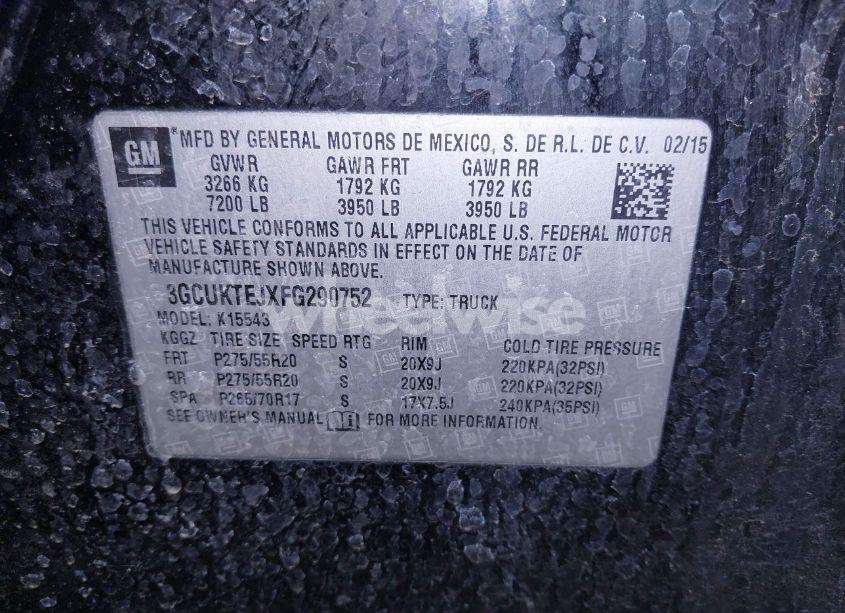 GM
*MFD BY GENERAL MOTORS DE MEXICO, S. DE R.L. DE C.V. 02/15
GVWR GAWR FRT GAWR RR
3266 KG 1792 KG 1792 KG
7200 LB 3950 LB 3950 LB
THIS VEHICLE CONFORMS TO ALL APPLICABLE U.S. FEDERAL MOTOR
VEHICLE SAFETY STANDARDS IN EFFECT ON THE DATE OF
MANUFACTURE SHOWN ABOVE.
3GCUKTEJXFG290752 TYPE: TRUCK
MODEL: K15543
wheelwise
KGGZ TIRE SIZE SPEED RTG RIM COLD TIRE PRESSURE
FRT P275/55R20 S 20X9J 220KPA(32PSI)
RR P275/55R20 S 20X9J 220KPA(32PSI)
SPA P265/70R17 S 17X7.5J 240KPA(35PSI)
SEE OWNER'S MANUAL FOR MORE INFORMATION.